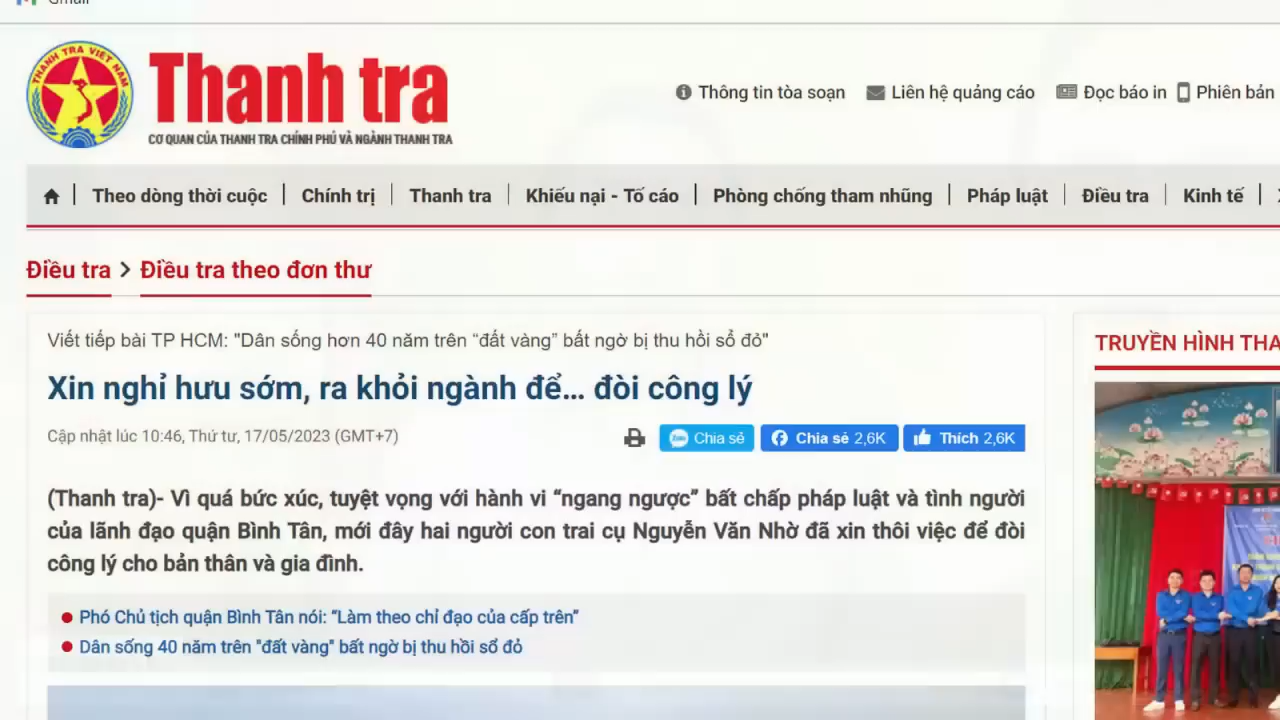 Gmail
THANH TRA VIỆT NAM
Thanh tra
CƠ QUAN CỦA THANH TRA CHÍNH PHỦ VÀ NGÀNH THANH TRA
Thông tin tòa soạn Liên hệ quảng cáo Đọc báo in Phiên bản
Theo dòng thời cuộc Chính trị Thanh tra Khiếu nại - Tố cáo Phòng chống tham nhũng Pháp luật Điều tra Kinh tế
Điều tra > Điều tra theo đơn thư
Viết tiếp bài TP HCM: "Dân sống hơn 40 năm trên “đất vàng” bất ngờ bị thu hồi sổ đỏ"
Xin nghỉ hưu sớm, ra khỏi ngành để... đòi công lý
Cập nhật lúc 10:46, Thứ tư, 17/05/2023 (GMT+7)
Zalo Chia sẻ Chia sẻ 2,6K Thích 2,6K
(Thanh tra)- Vì quá bức xúc, tuyệt vọng với hành vi “ngang ngược” bất chấp pháp luật và tình người
của lãnh đạo quận Bình Tân, mới đây hai người con trai cụ Nguyễn Văn Nhờ đã xin thôi việc để đòi
công lý cho bản thân và gia đình.
Phó Chủ tịch quận Bình Tân nói: “Làm theo chỉ đạo của cấp trên”
Dân sống 40 năm trên "đất vàng" bất ngờ bị thu hồi sổ đỏ
TRUYỀN HÌNH THA